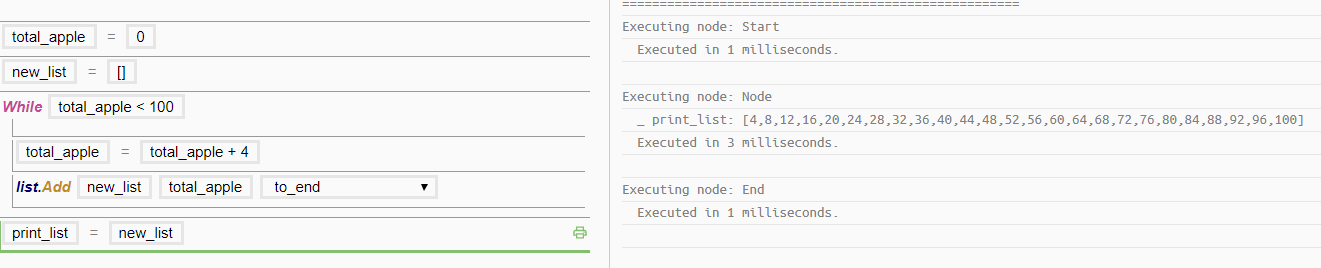 total_apple = 0
new_list = []
While total_apple < 100
total_apple = total_apple + 4
list.Add new_list total_apple to_end
print_list = new_list
=====================================================
Executing node: Start
Executed in 1 milliseconds.
Executing node: Node
_ print_list: [4,8,12,16,20,24,28,32,36,40,44,48,52,56,60,64,68,72,76,80,84,88,92,96,100]
Executed in 3 milliseconds.
Executing node: End
Executed in 1 milliseconds.